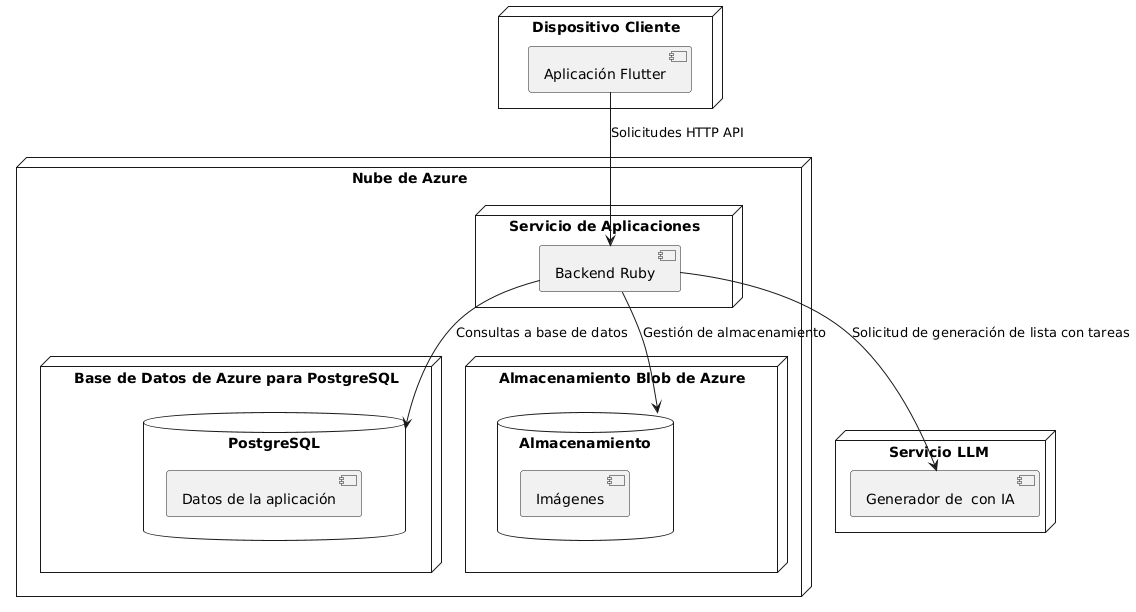 Dispositivo Cliente
Aplicación Flutter
Solicitudes HTTP API
Nube de Azure
Servicio de Aplicaciones
Backend Ruby
Consultas a base de datos
Gestión de almacenamiento
Solicitud de generación de lista con tareas
Base de Datos de Azure para PostgreSQL
PostgreSQL
Datos de la aplicación
Almacenamiento Blob de Azure
Almacenamiento
Imágenes
Servicio LLM
Generador de  con IA